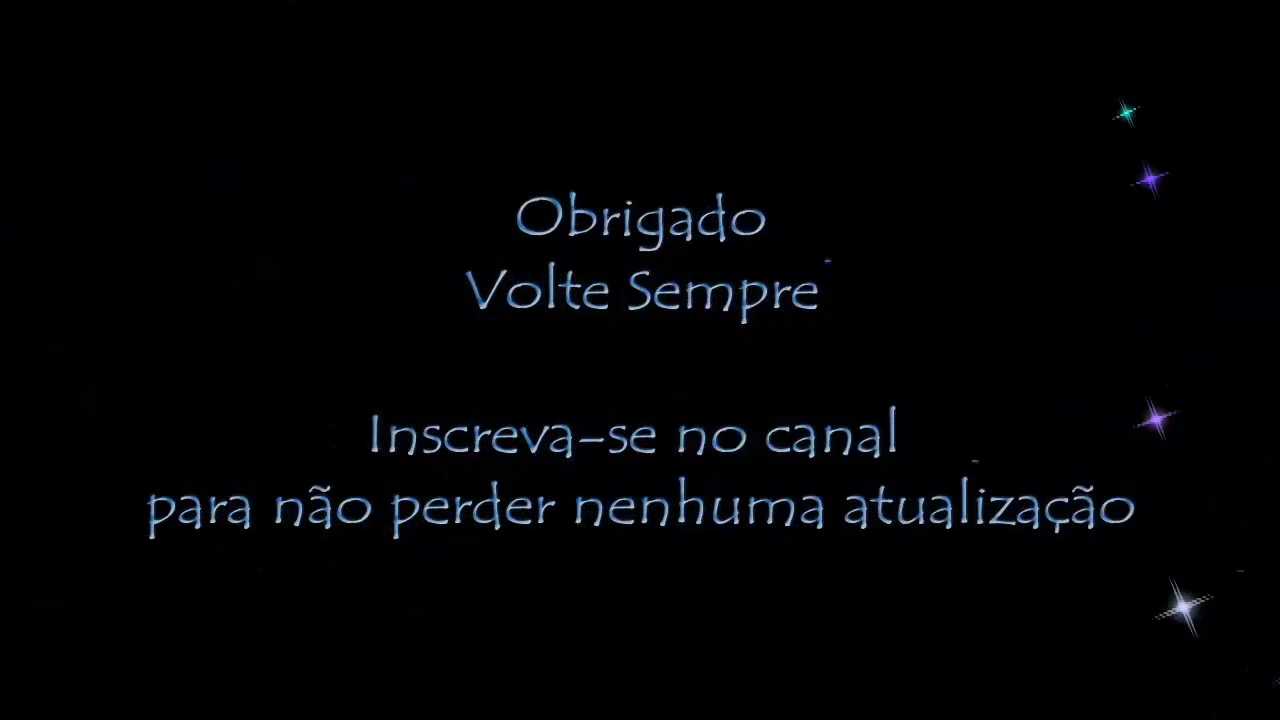 Obrigado
Volte Sempre
Inscreva-se no canal
para não perder nenhuma atualização